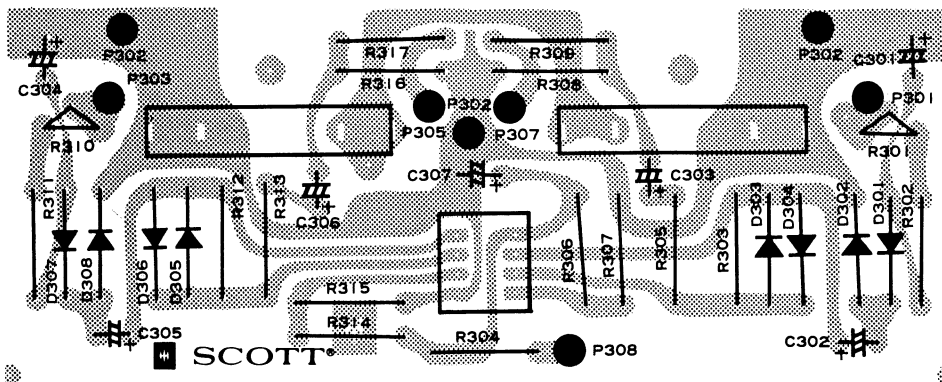 P302
C304
P303
R310
R317
R316
R309
R308
P302
P305
P307
P302
C301
P301
R301
C307
C303
C306
R311
R312
R313
D307
D308
D306
D305
R306
R307
R305
R303
D303
D304
D302
D301
R302
R315
R314
R304
C305
SCOTT®
P308
C302